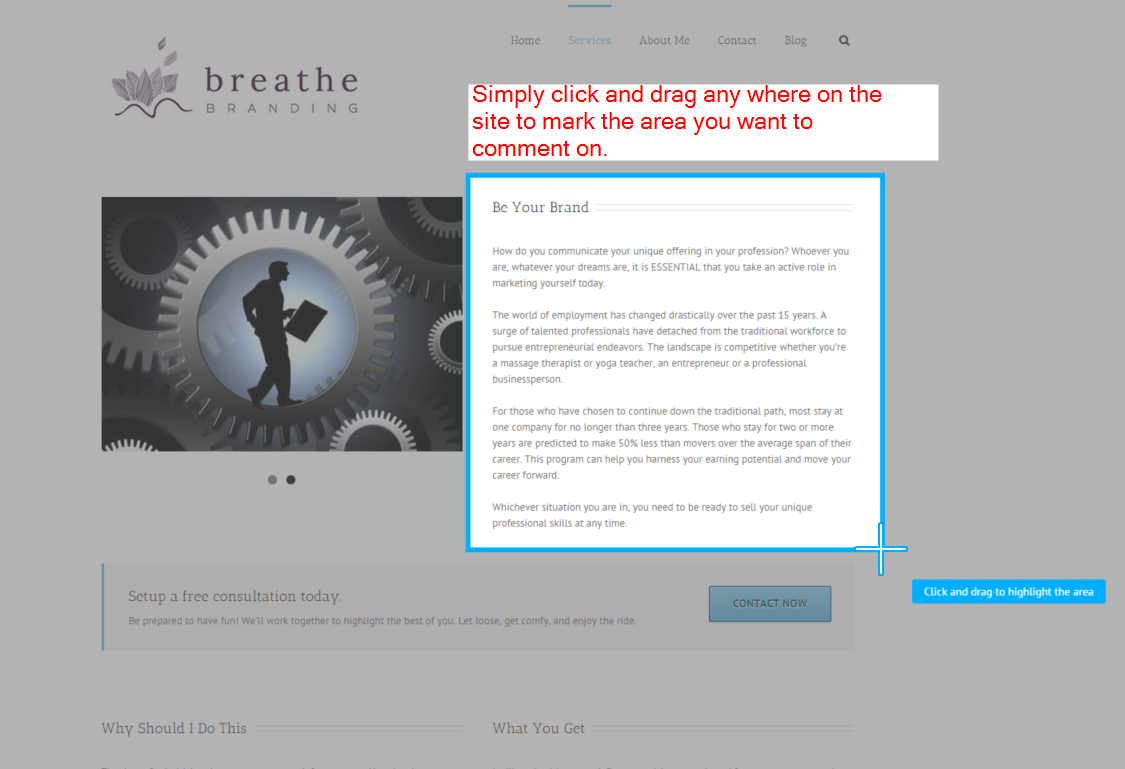 Home Services About Me Contact Blog
breathe
BRANDING
Simply click and drag any where on the
site to mark the area you want to
comment on.
Be Your Brand
How do you communicate your unique offering in your profession? Whoever you
are, whatever your dreams are, it is ESSENTIAL that you take an active role in
marketing yourself today.
The world of employment has changed drastically over the past 15 years. A
surge of talented professionals have detached from the traditional workforce to
pursue entrepreneurial endeavors. The landscape is competitive whether you're
a massage therapist or yoga teacher, an entrepreneur or a professional
businessperson.
For those who have chosen to continue down the traditional path, most stay at
one company for no longer than three years. Those who stay for two or more
years are predicted to make 50% less than movers over the average span of their
career. This program can help you harness your earning potential and move your
career forward.
Whichever situation you are in, you need to be ready to sell your unique
professional skills at any time.
Click and drag to highlight the area
Setup a free consultation today.
Be prepared to have fun! We'll work together to highlight the best of you. Let loose, get comfy, and enjoy the ride.
CONTACT NOW
Why Should I Do This
What You Get